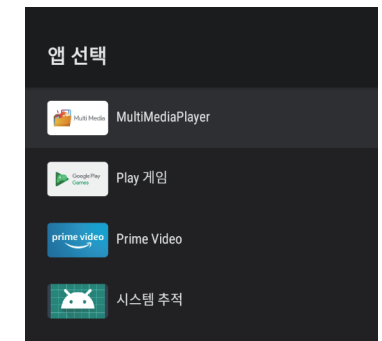 앱 선택
Multi Media
MultiMediaPlayer
Google Play
Games
Play 게임
prime video
Prime Video
시스템 추적